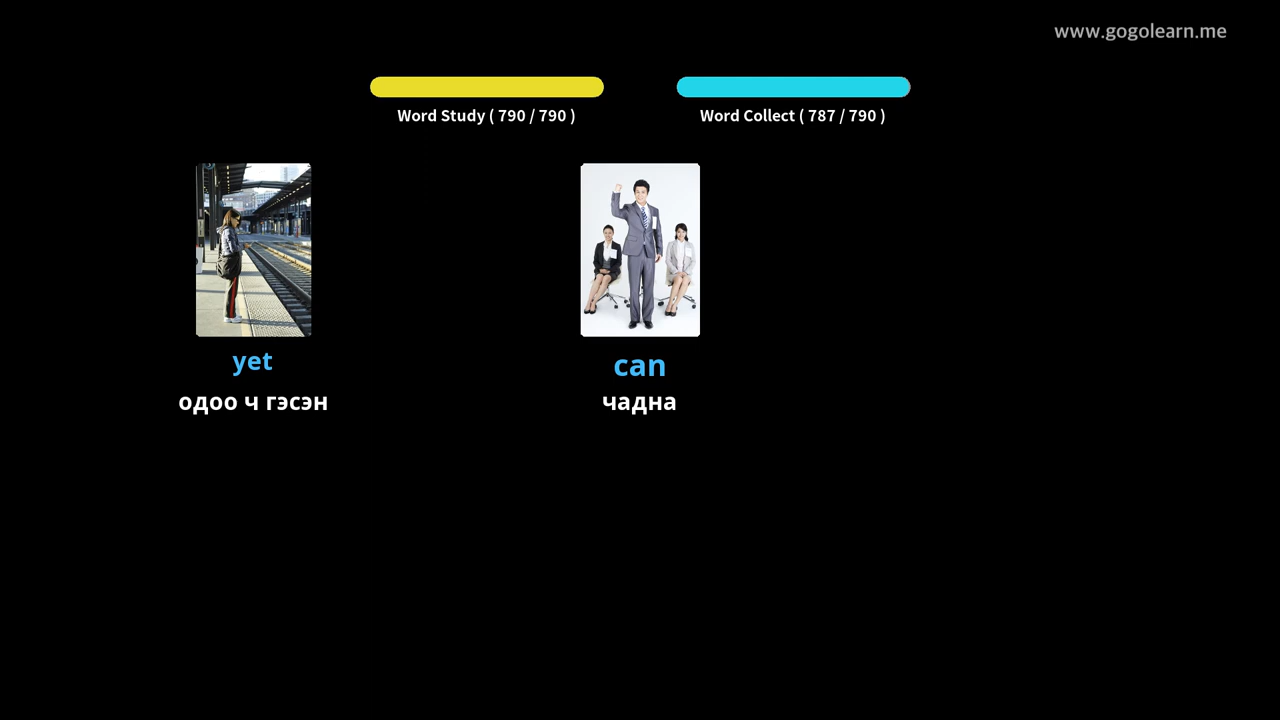 www.gogolearn.me
Word Study ( 790 / 790 )
Word Collect ( 787 / 790 )
yet
одоо ч гэсэн
can
чадна